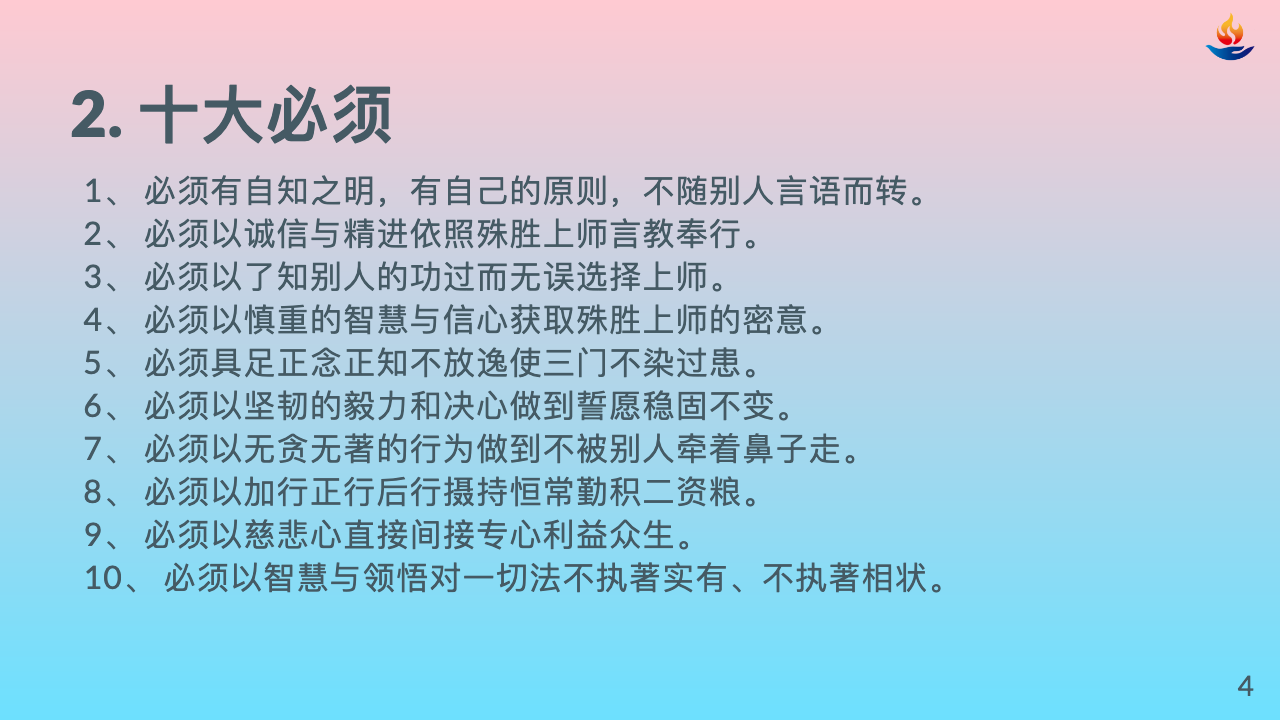 2. 十大必须
1、 必须有自知之明，有自己的原则，不随别人言语而转。
2、 必须以诚信与精进依照殊胜上师言教奉行。
3、 必须以了知别人的功过而无误选择上师。
4、 必须以慎重的智慧与信心获取殊胜上师的密意。
5、 必须具足正念正知不放逸使三门不染过患。
6、 必须以坚韧的毅力和决心做到誓愿稳固不变。
7、 必须以无贪无著的行为做到不被别人牵着鼻子走。
8、 必须以加行正行后行摄持恒常勤积二资粮。
9、 必须以慈悲心直接间接专心利益众生。
10、 必须以智慧与领悟对一切法不执著实有、不执著相状。
4